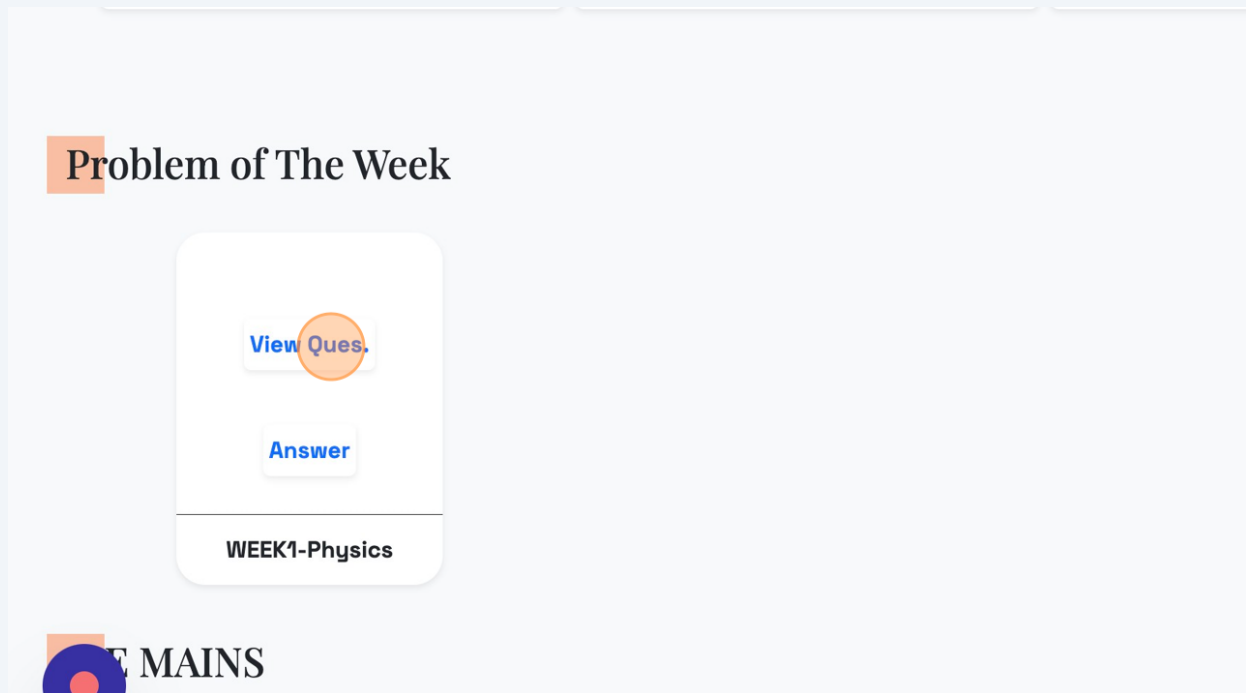 Problem of The Week
View Ques.
Answer
WEEK1-Physics
E MAINS